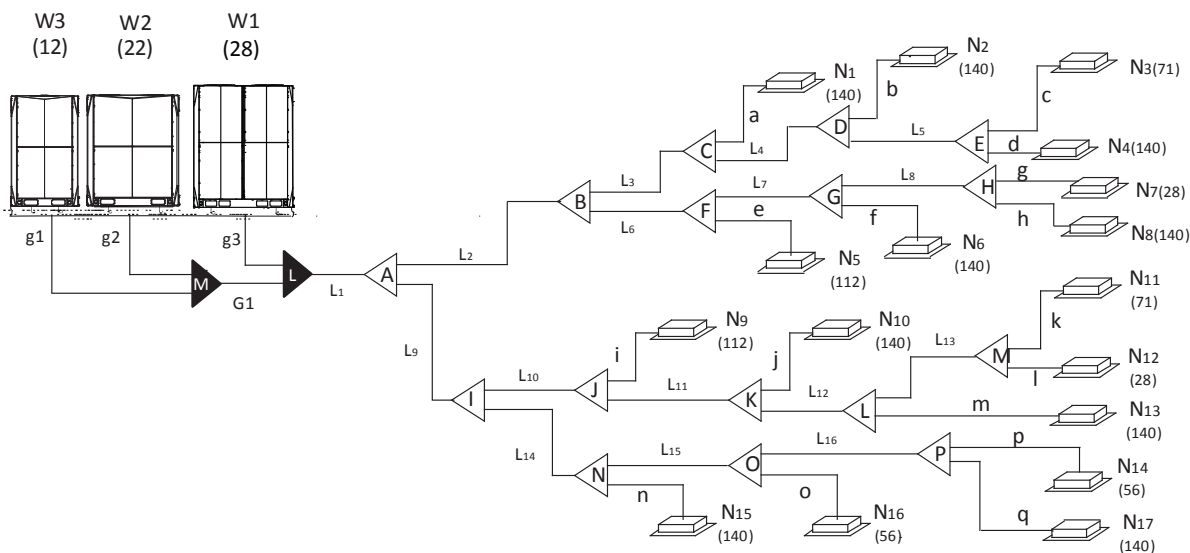 W3
(12)
W2
(22)
W1
(28)
g1
g2
g3
M
G1
L
L1
A
L2
L9
B
L3
L6
C
a
N1
(140)
L4
D
b
N2
(140)
L5
E
c
N3(71)
d
N4(140)
F
L7
e
N5
(112)
G
L8
f
N6
(140)
H
g
N7(28)
h
N8(140)
I
L10
J
i
N9
(112)
L11
K
j
N10
(140)
L12
L
L13
M
k
N11
(71)
l
N12
(28)
m
N13
(140)
L14
N
L15
n
N15
(140)
O
L16
o
N16
(56)
P
p
N14
(56)
q
N17
(140)